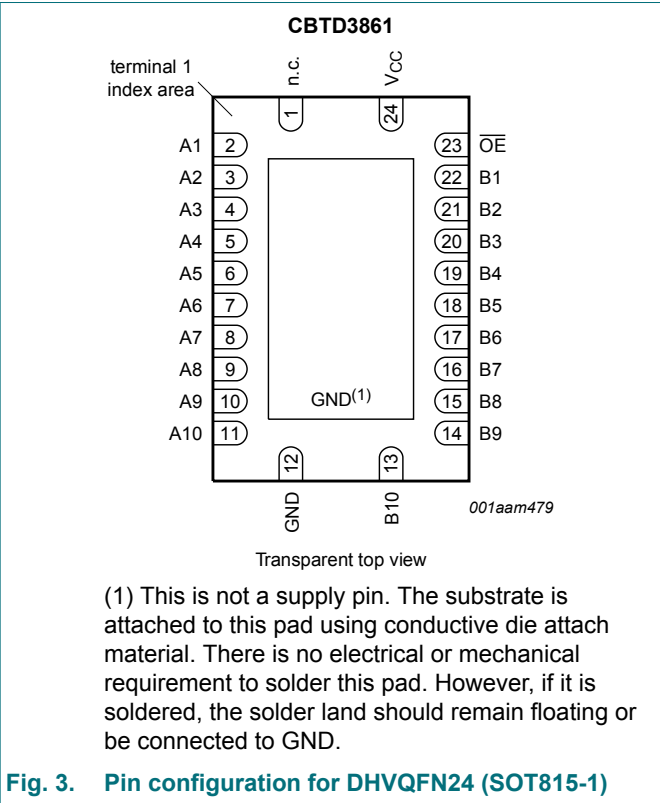 CBTD3861
terminal 1
index area
n.c.
VCC
1
24
A1 2 23 OE
A2 3 22 B1
A3 4 21 B2
A4 5 20 B3
A5 6 19 B4
A6 7 18 B5
A7 8 17 B6
A8 9 16 B7
A9 10 GND(1) 15 B8
A10 11 14 B9
12 13
GND B10
001aam479
Transparent top view
(1) This is not a supply pin. The substrate is
attached to this pad using conductive die attach
material. There is no electrical or mechanical
requirement to solder this pad. However, if it is
soldered, the solder land should remain floating or
be connected to GND.
Fig. 3. Pin configuration for DHVQFN24 (SOT815-1)